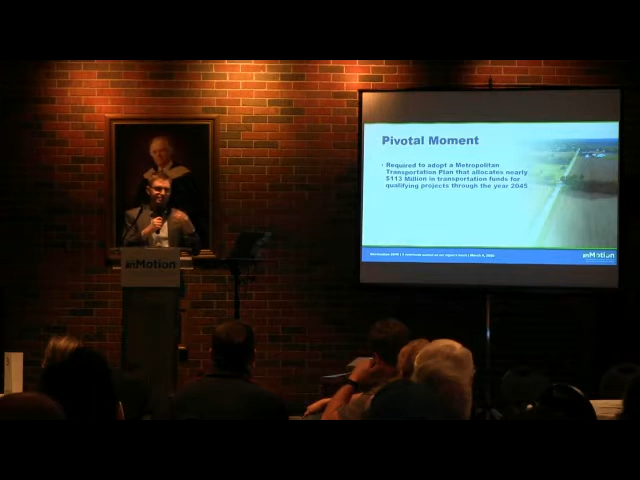 Pivotal Moment
• Required to adopt a Metropolitan
Transportation Plan that allocates nearly
$113 Million in transportation funds for
qualifying projects through the year 2045
inMotion
inMotion